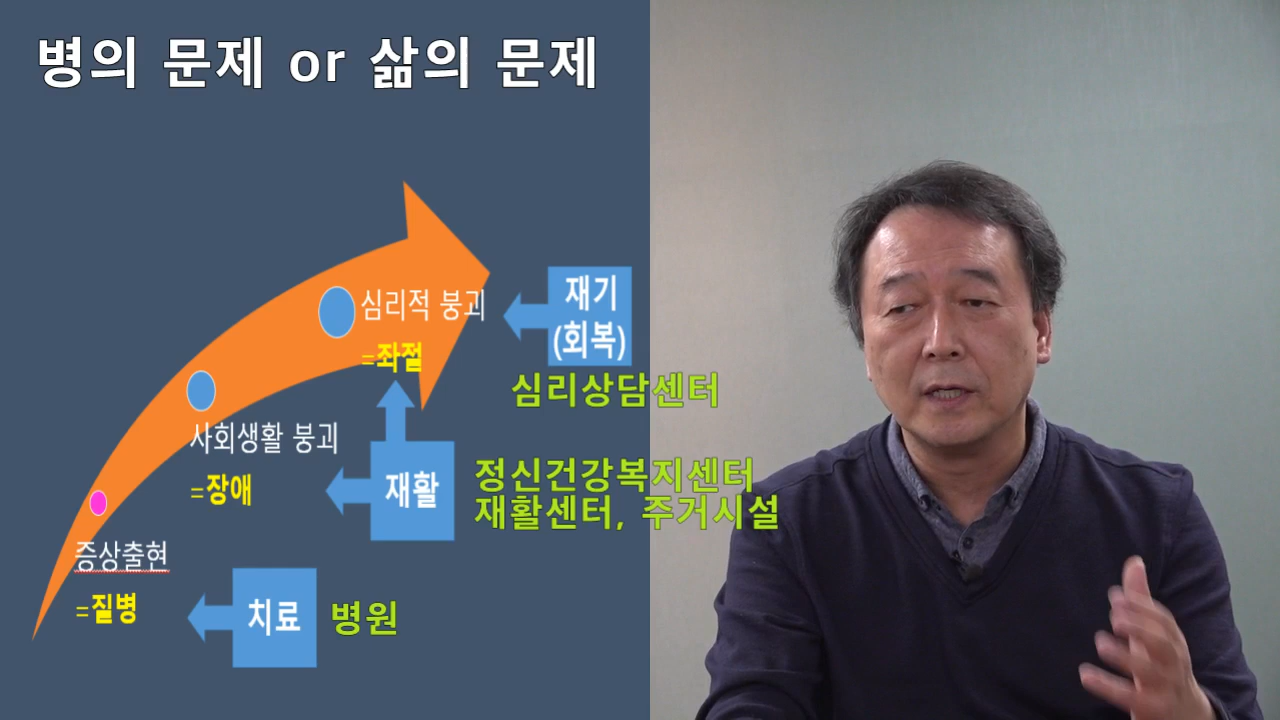 병의 문제 or 삶의 문제
심리적 붕괴
=좌절
재기
(회복)
심리상담센터
사회생활 붕괴
=장애
재활
정신건강복지센터
재활센터, 주거시설
증상출현
=질병
치료
병원